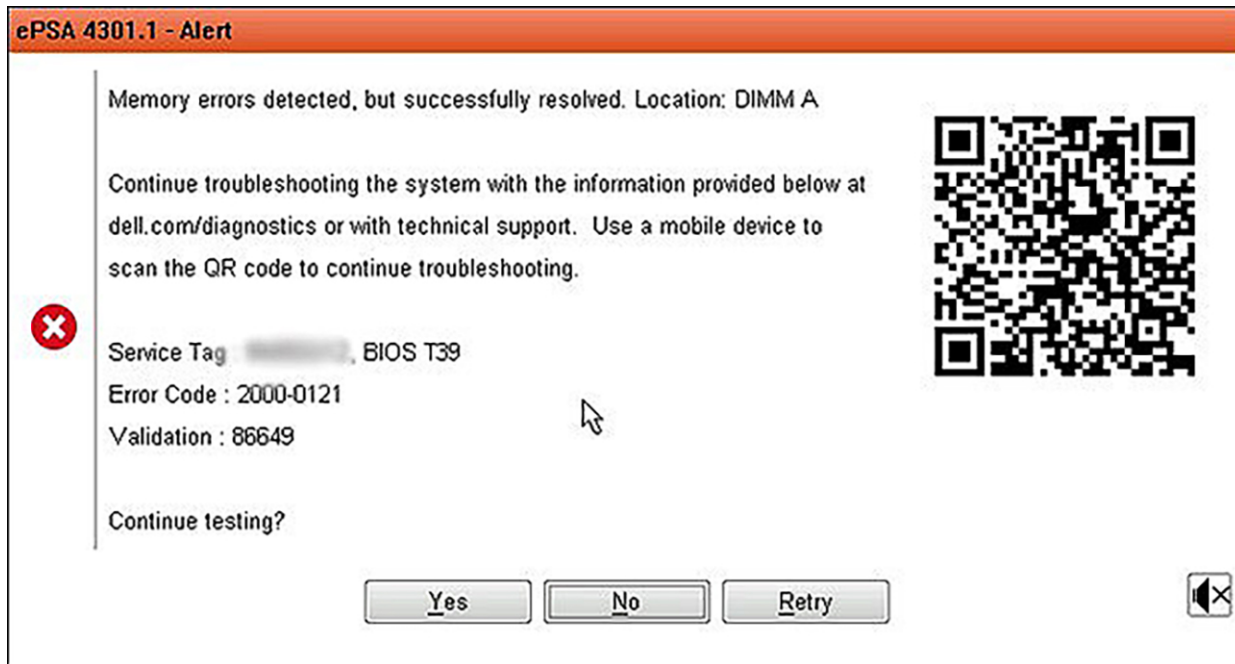 ePSA 4301.1 - Alert
Memory errors detected, but successfully resolved. Location: DIMM A
Continue troubleshooting the system with the information provided below at
dell.com/diagnostics or with technical support. Use a mobile device to
scan the QR code to continue troubleshooting.
Service Tag : , BIOS T39
Error Code : 2000-0121
Validation : 86649
Continue testing?
Yes No Retry